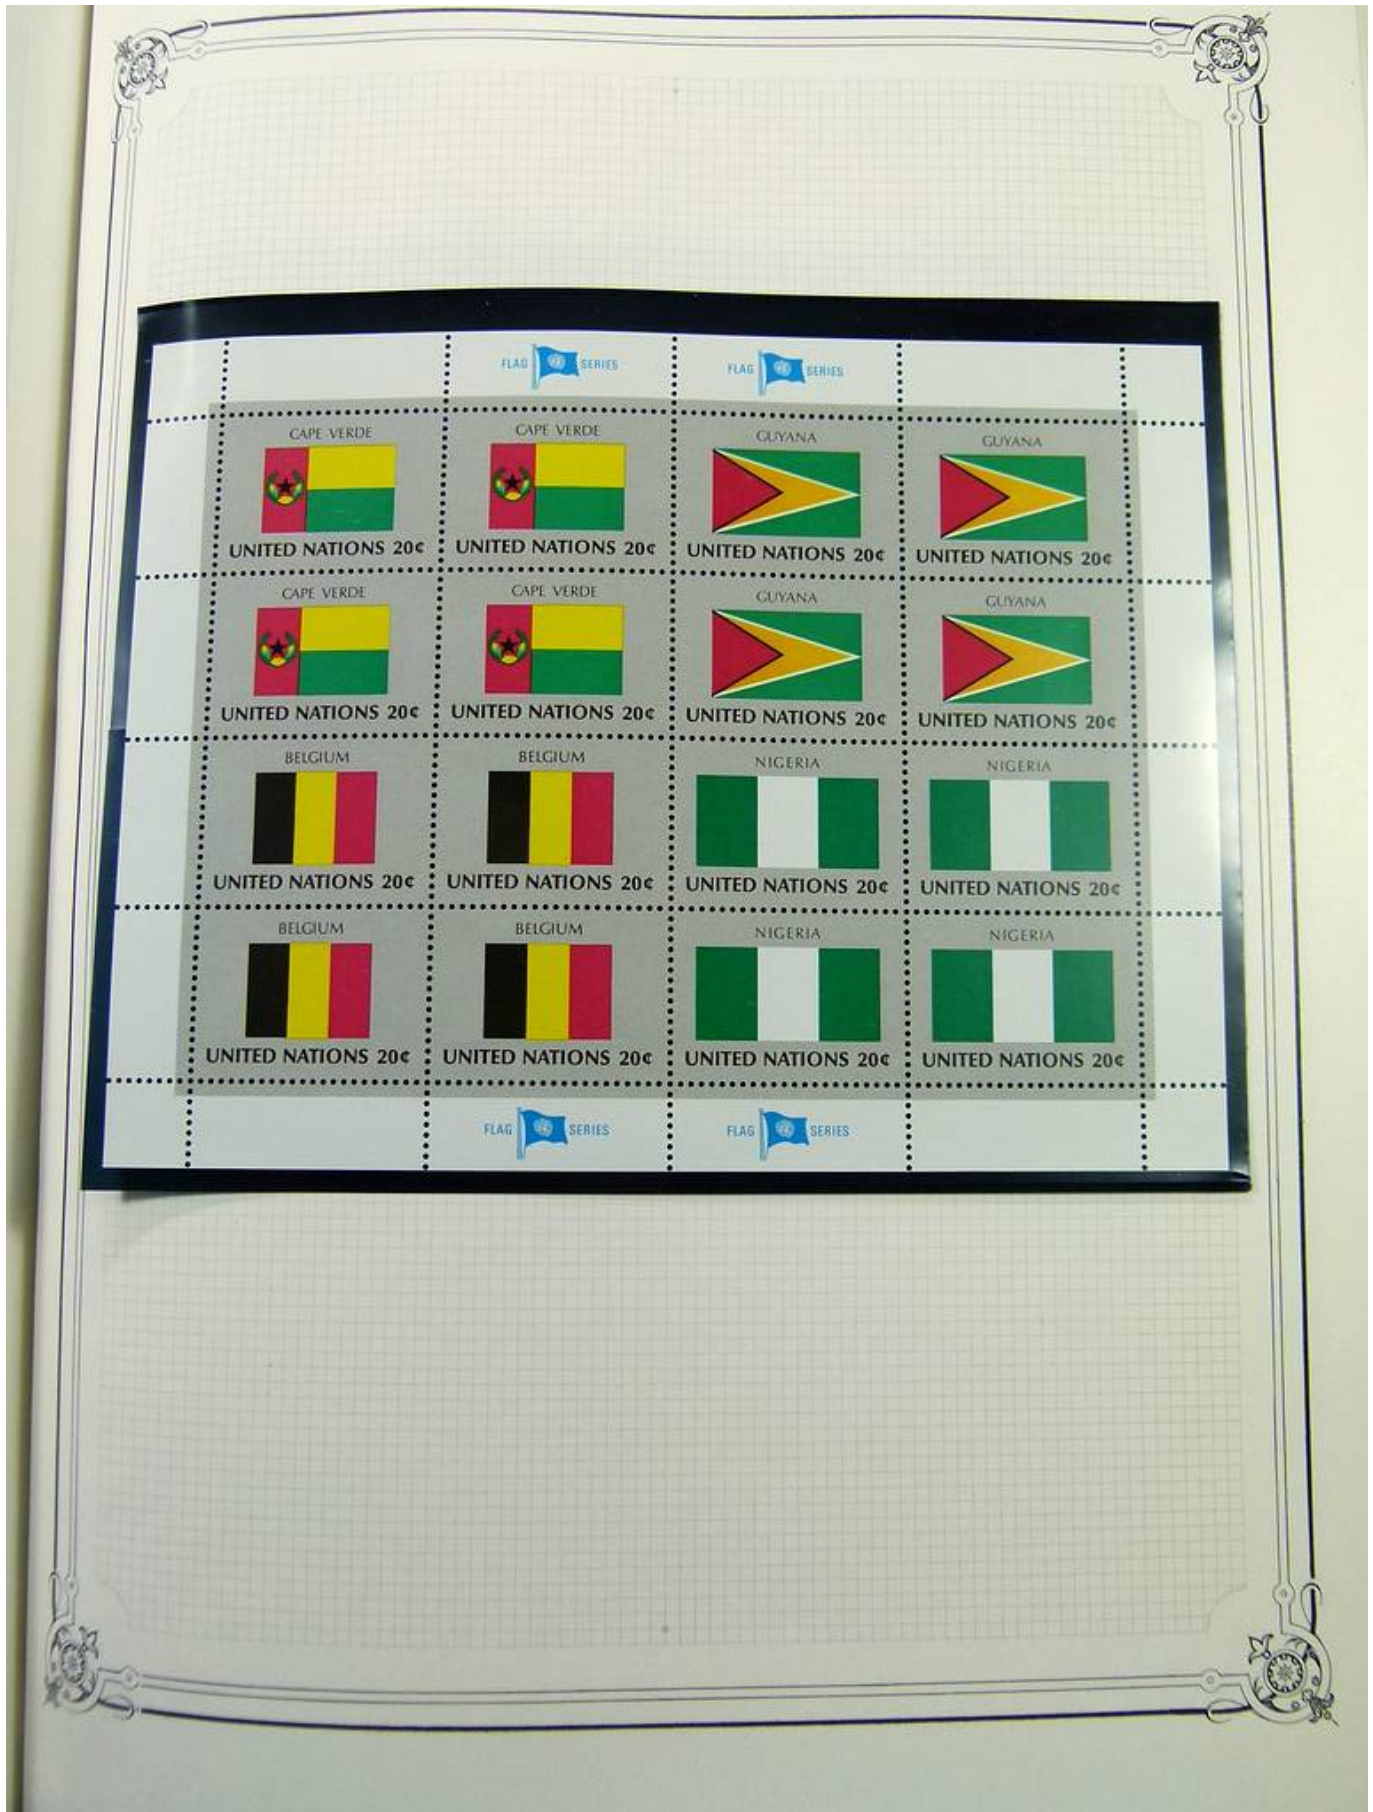 FLAG SERIES FLAG SERIES
CAPE VERDE CAPE VERDE GUYANA GUYANA
UNITED NATIONS 20¢ UNITED NATIONS 20¢ UNITED NATIONS 20¢ UNITED NATIONS 20¢
CAPE VERDE CAPE VERDE GUYANA GUYANA
UNITED NATIONS 20¢ UNITED NATIONS 20¢ UNITED NATIONS 20¢ UNITED NATIONS 20¢
BELGIUM BELGIUM NIGERIA NIGERIA
UNITED NATIONS 20¢ UNITED NATIONS 20¢ UNITED NATIONS 20¢ UNITED NATIONS 20¢
BELGIUM BELGIUM NIGERIA NIGERIA
UNITED NATIONS 20¢ UNITED NATIONS 20¢ UNITED NATIONS 20¢ UNITED NATIONS 20¢
FLAG SERIES FLAG SERIES